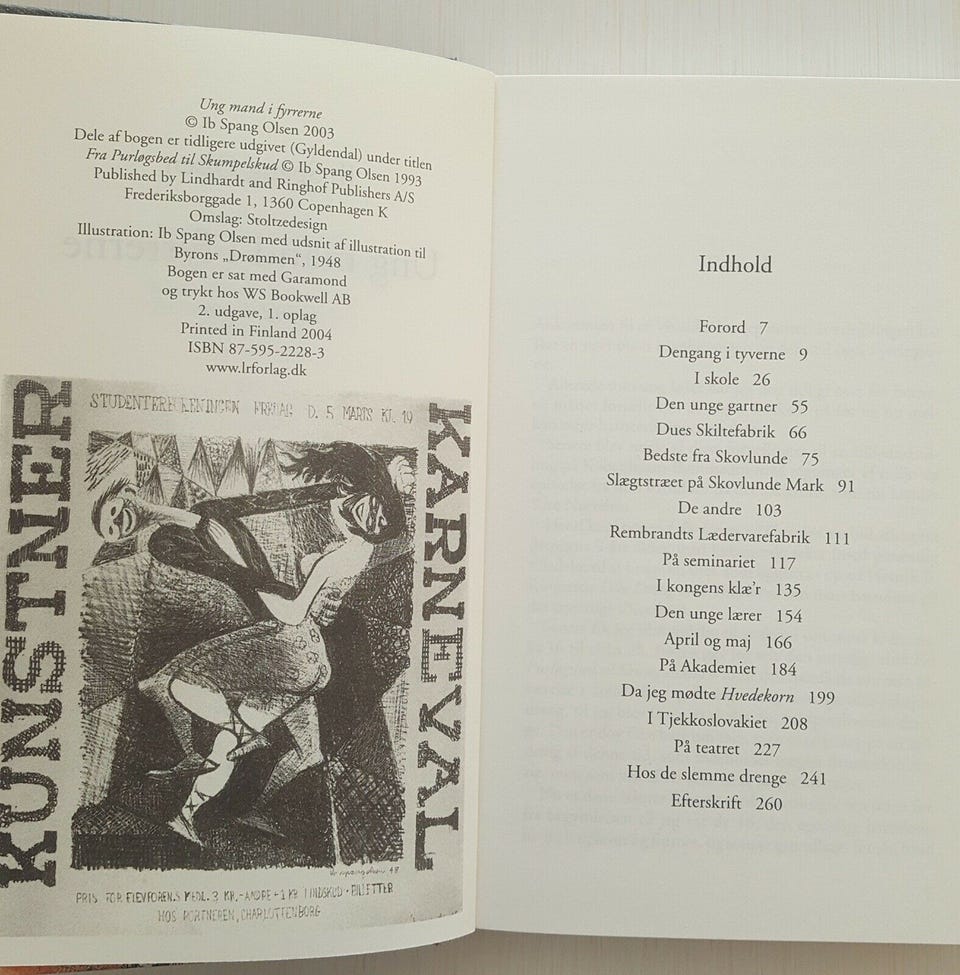 Ung mand i fyrrerne
© Ib Spang Olsen 2003
Dele af bogen er tidligere udgivet (Gyldendal) under titlen
Fra Purløgsbed til Skumpelskud © Ib Spang Olsen 1993
Published by Lindhardt and Ringhof Publishers A/S
Frederiksborggade 1, 1360 Copenhagen K
Omslag: Stoltzedesign
Illustration: Ib Spang Olsen med udsnit af illustration til
Byrons „Drømmen“, 1948
Bogen er sat med Garamond
og trykt hos WS Bookwell AB
2. udgave, 1. oplag
Printed in Finland 2004
ISBN 87-595-2228-3
www.lrforlag.dk
STUDENTERFORENINGEN FREDAG D. 5 MARTS KL. 19
KUNSTNER
KARNEVAL
Ib spang olsen 48
PRIS FOR ELEVFOREN.S MEDL. 3 KR.-ANDRE+1 KR. INDSKUD·BILLETTER
HOS PORTNEREN, CHARLOTTENBORG
Indhold
Forord 7
Dengang i tyverne 9
I skole 26
Den unge gartner 55
Dues Skiltefabrik 66
Bedste fra Skovlunde 75
Slægtstræet på Skovlunde Mark 91
De andre 103
Rembrandts Lædervarefabrik 111
På seminariet 117
I kongens klæ'r 135
Den unge lærer 154
April og maj 166
På Akademiet 184
Da jeg mødte Hvedekorn 199
I Tjekkoslovakiet 208
På teatret 227
Hos de slemme drenge 241
Efterskrift 260